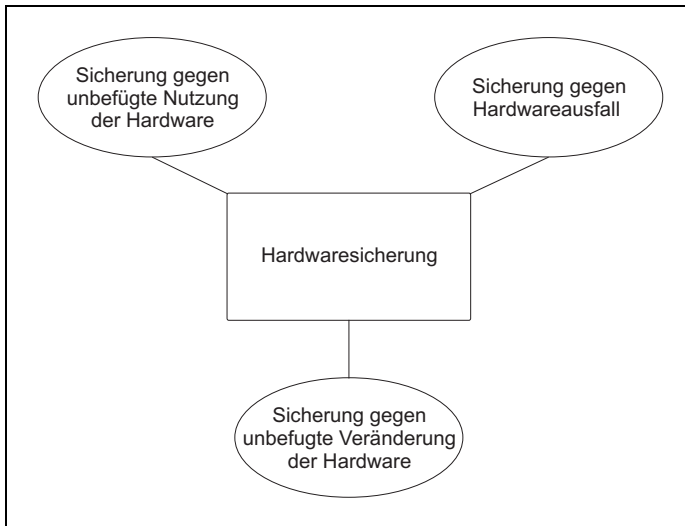 Sicherung gegen
unbefügte Nutzung
der Hardware
Sicherung gegen
Hardwareausfall
Hardwaresicherung
Sicherung gegen
unbefugte Veränderung
der Hardware